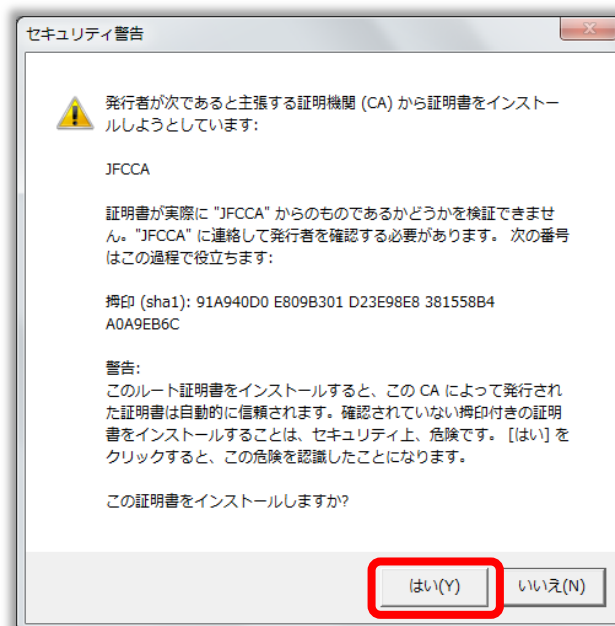 セキュリティ警告
発行者が次であると主張する証明機関 (CA) から証明書をインストー
ルしようとしています:
JFCCA
証明書が実際に "JFCCA" からのものであるかどうかを検証できませ
ん。"JFCCA" に連絡して発行者を確認する必要があります。 次の番号
はこの過程で役立ちます:
拇印 (sha1): 91A940D0 E809B301 D23E98E8 381558B4
A0A9EB6C
警告:
このルート証明書をインストールすると、この CA によって発行され
た証明書は自動的に信頼されます。確認されていない拇印付きの証明
書をインストールすることは、セキュリティ上、危険です。 [はい] を
クリックすると、この危険を認識したことになります。
この証明書をインストールしますか?
はい(Y)
いいえ(N)